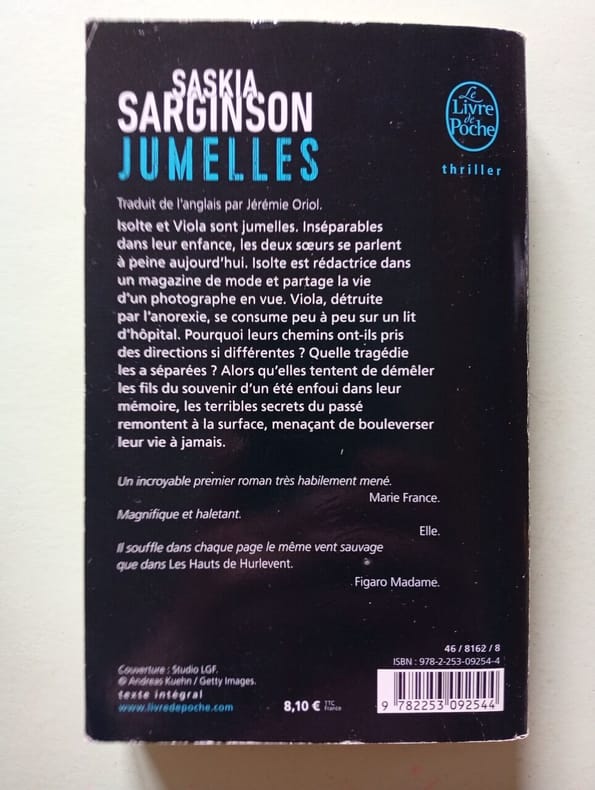 SASKIA
SARGINSON
JUMELLES
Le
Livre
de
Poche
thriller
Traduit de l'anglais par Jérémie Oriol.
Isolte et Viola sont jumelles. Inséparables
dans leur enfance, les deux sœurs se parlent
à peine aujourd'hui. Isolte est rédactrice dans
un magazine de mode et partage la vie
d'un photographe en vue. Viola, détruite
par l'anorexie, se consume peu à peu sur un lit
d'hôpital. Pourquoi leurs chemins ont-ils pris
des directions si différentes ? Quelle tragédie
les a séparées ? Alors qu'elles tentent de démêler
les fils du souvenir d'un été enfoui dans leur
mémoire, les terribles secrets du passé
remontent à la surface, menaçant de bouleverser
leur vie à jamais.
Un incroyable premier roman très habilement mené.
Marie France.
Magnifique et haletant.
Elle.
Il souffle dans chaque page le même vent sauvage
que dans Les Hauts de Hurlevent.
Figaro Madame.
Couverture : Studio LGF.
© Andreas Kuehn / Getty Images.
texte intégral
www.livredepoche.com
8,10 € TTC
France
46 / 8162 / 8
ISBN : 978-2-253-09254-4
9 782253 092544